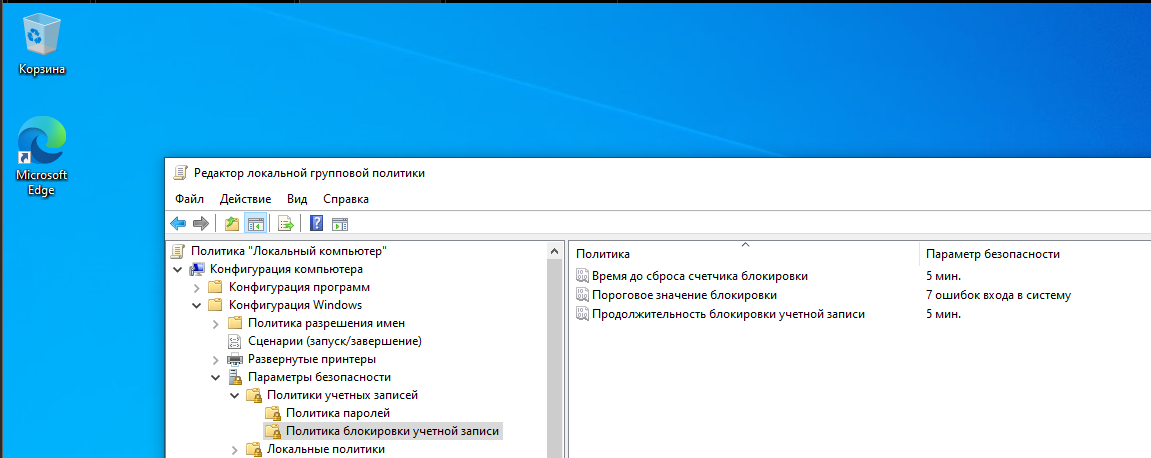 Корзина
Microsoft
Edge
Редактор локальной групповой политики
Файл Действие Вид Справка
Политика "Локальный компьютер"
Конфигурация компьютера
Конфигурация программ
Конфигурация Windows
Политика разрешения имен
Сценарии (запуск/завершение)
Развернутые принтеры
Параметры безопасности
Политики учетных записей
Политика паролей
Политика блокировки учетной записи
Локальные политики
Политика Параметр безопасности
Время до сброса счетчика блокировки 5 мин.
Пороговое значение блокировки 7 ошибок входа в систему
Продолжительность блокировки учетной записи 5 мин.